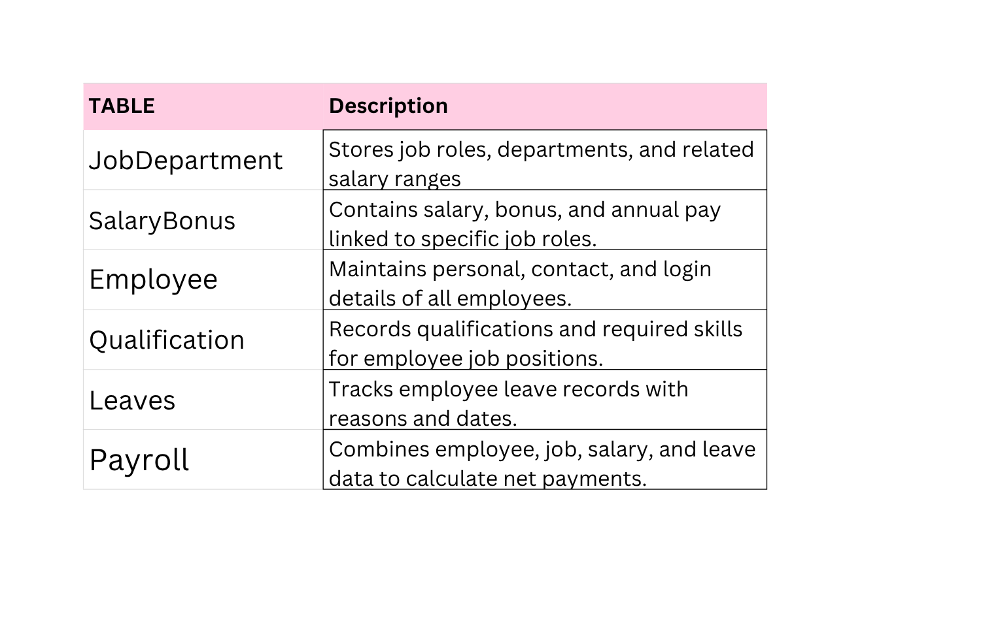 TABLE Description
JobDepartment
Stores job roles, departments, and related
salary ranges
SalaryBonus
Contains salary, bonus, and annual pay
linked to specific job roles.
Employee
Maintains personal, contact, and login
details of all employees.
Qualification
Records qualifications and required skills
for employee job positions.
Leaves
Tracks employee leave records with
reasons and dates.
Payroll
Combines employee, job, salary, and leave
data to calculate net payments.